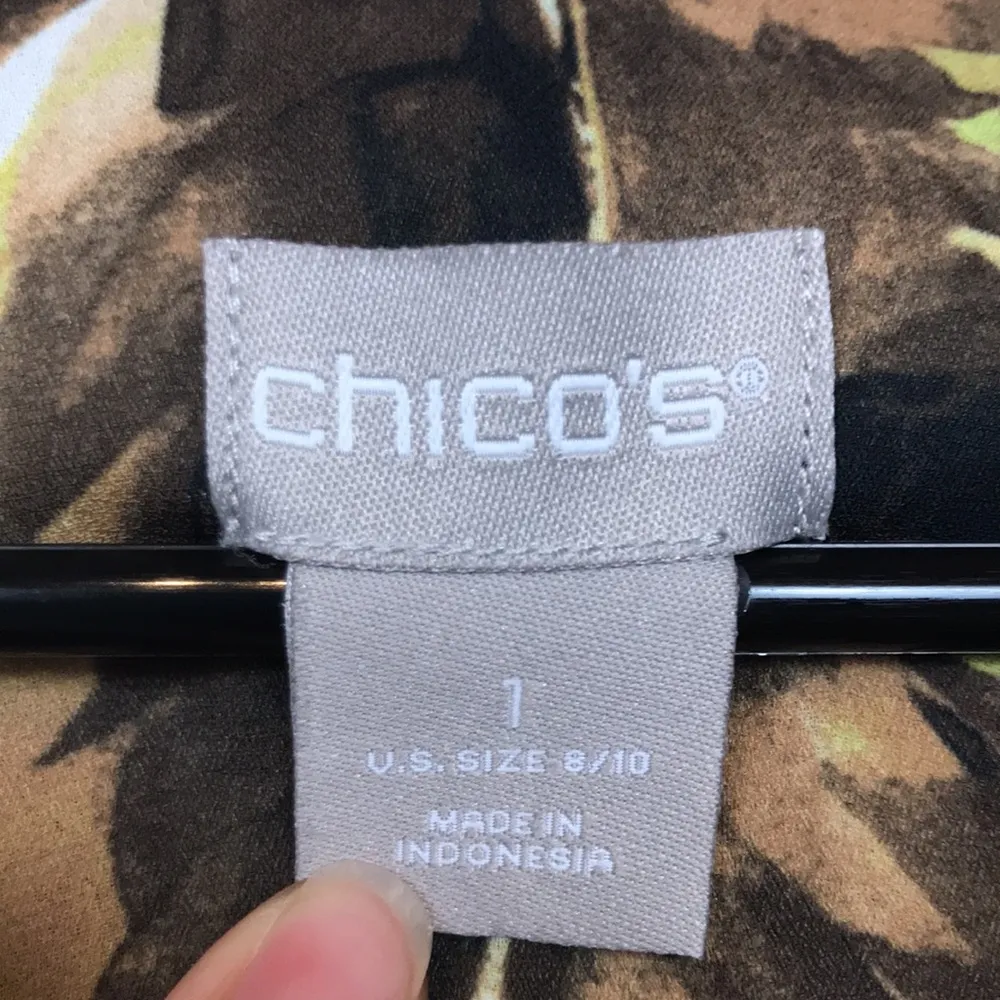 chico's®
1
U.S. SIZE 8/10
MADE IN
INDONESIA